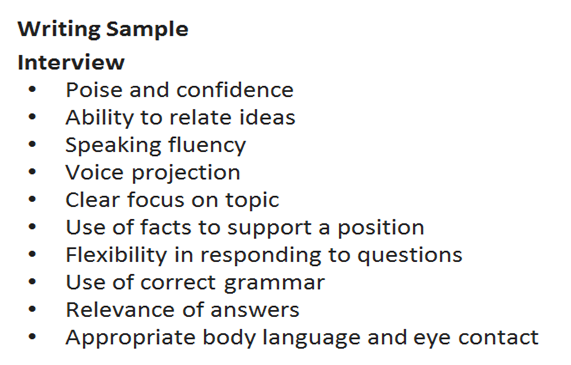 Writing Sample
Interview
• Poise and confidence
• Ability to relate ideas
• Speaking fluency
• Voice projection
• Clear focus on topic
• Use of facts to support a position
• Flexibility in responding to questions
• Use of correct grammar
• Relevance of answers
• Appropriate body language and eye contact